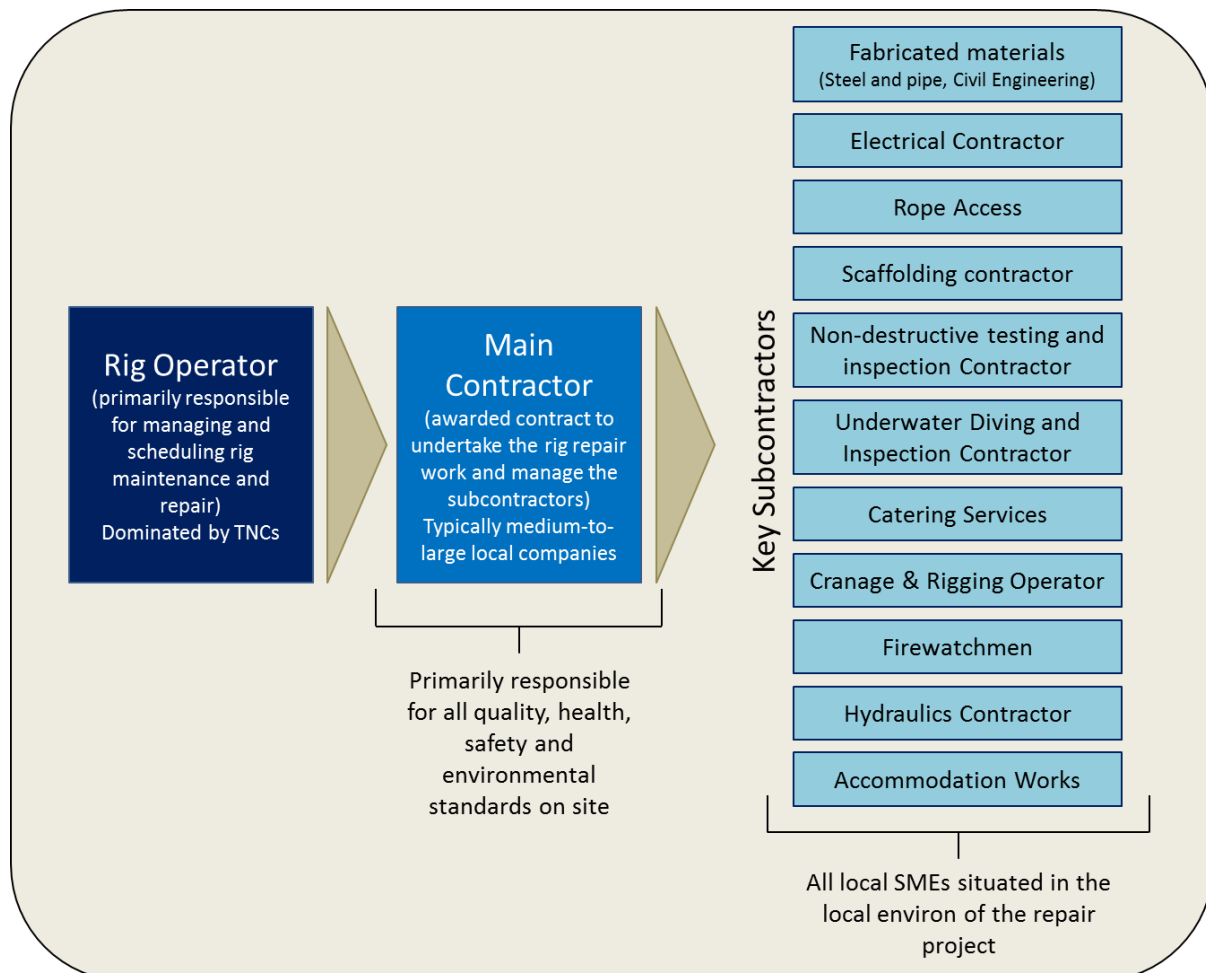 Rig Operator
(primarily responsible
for managing and
scheduling rig
maintenance and
repair)
Dominated by TNCs
Main
Contractor
(awarded contract to
undertake the rig repair
work and manage the
subcontractors)
Typically medium-to-
large local companies
Primarily responsible
for all quality, health,
safety and
environmental
standards on site
Key Subcontractors
Fabricated materials
(Steel and pipe, Civil Engineering)
Electrical Contractor
Rope Access
Scaffolding contractor
Non-destructive testing and
inspection Contractor
Underwater Diving and
Inspection Contractor
Catering Services
Cranage & Rigging Operator
Firewatchmen
Hydraulics Contractor
Accommodation Works
All local SMEs situated in the
local environ of the repair
project